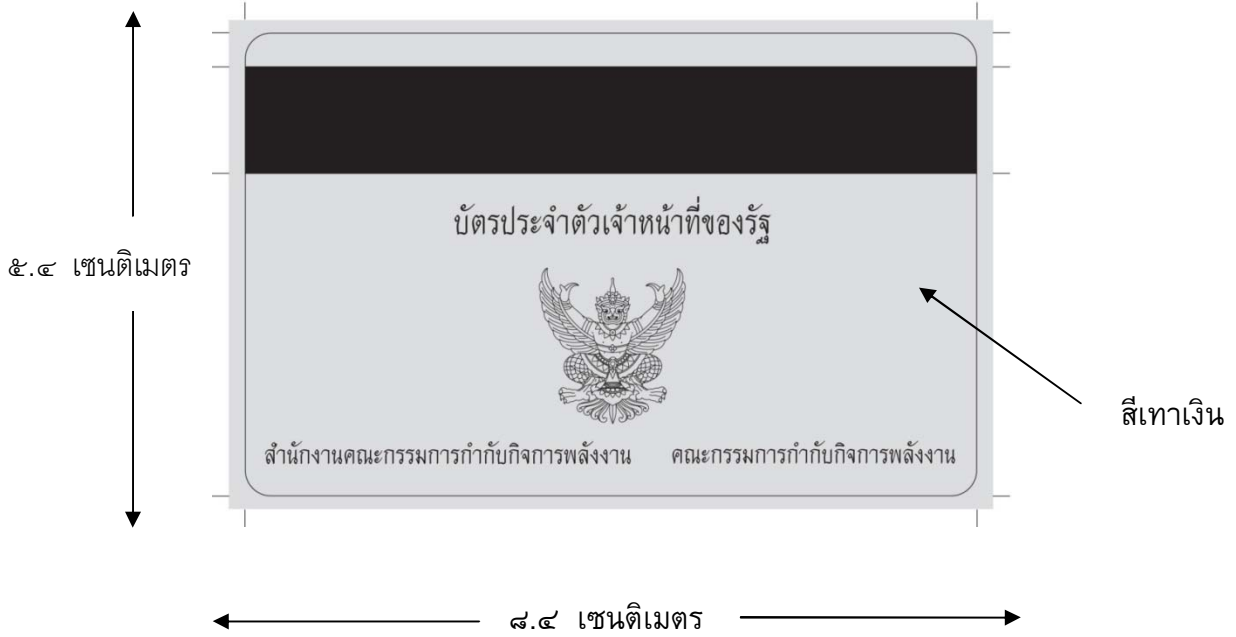 บัตรประจำตัวเจ้าหน้าที่ของรัฐ
๕.๔ เซนติเมตร
สีเทาเงิน
สำนักงานคณะกรรมการกำกับกิจการพลังงาน คณะกรรมการกำกับกิจการพลังงาน
๘.๔ เซนติเมตร